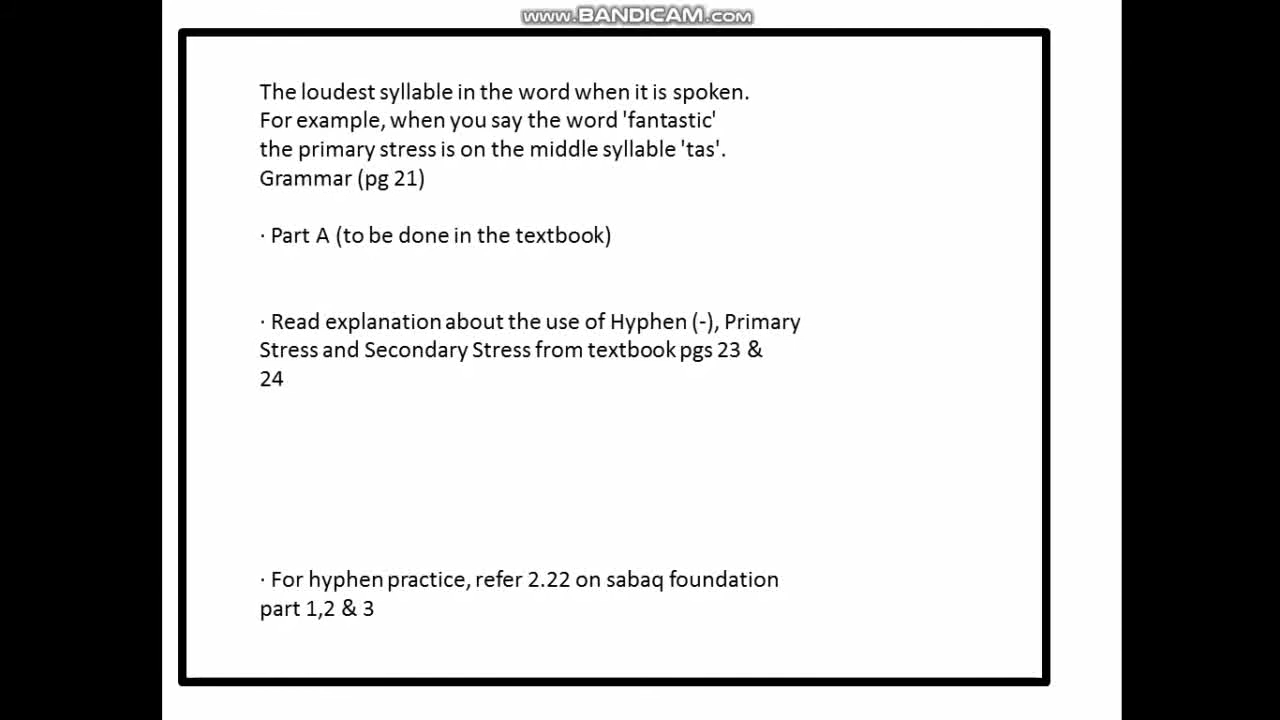 www.BANDICAM.com
The loudest syllable in the word when it is spoken.
For example, when you say the word 'fantastic'
the primary stress is on the middle syllable 'tas'.
Grammar (pg 21)
· Part A (to be done in the textbook)
· Read explanation about the use of Hyphen (-), Primary
Stress and Secondary Stress from textbook pgs 23 &
24
· For hyphen practice, refer 2.22 on sabaq foundation
part 1,2 & 3